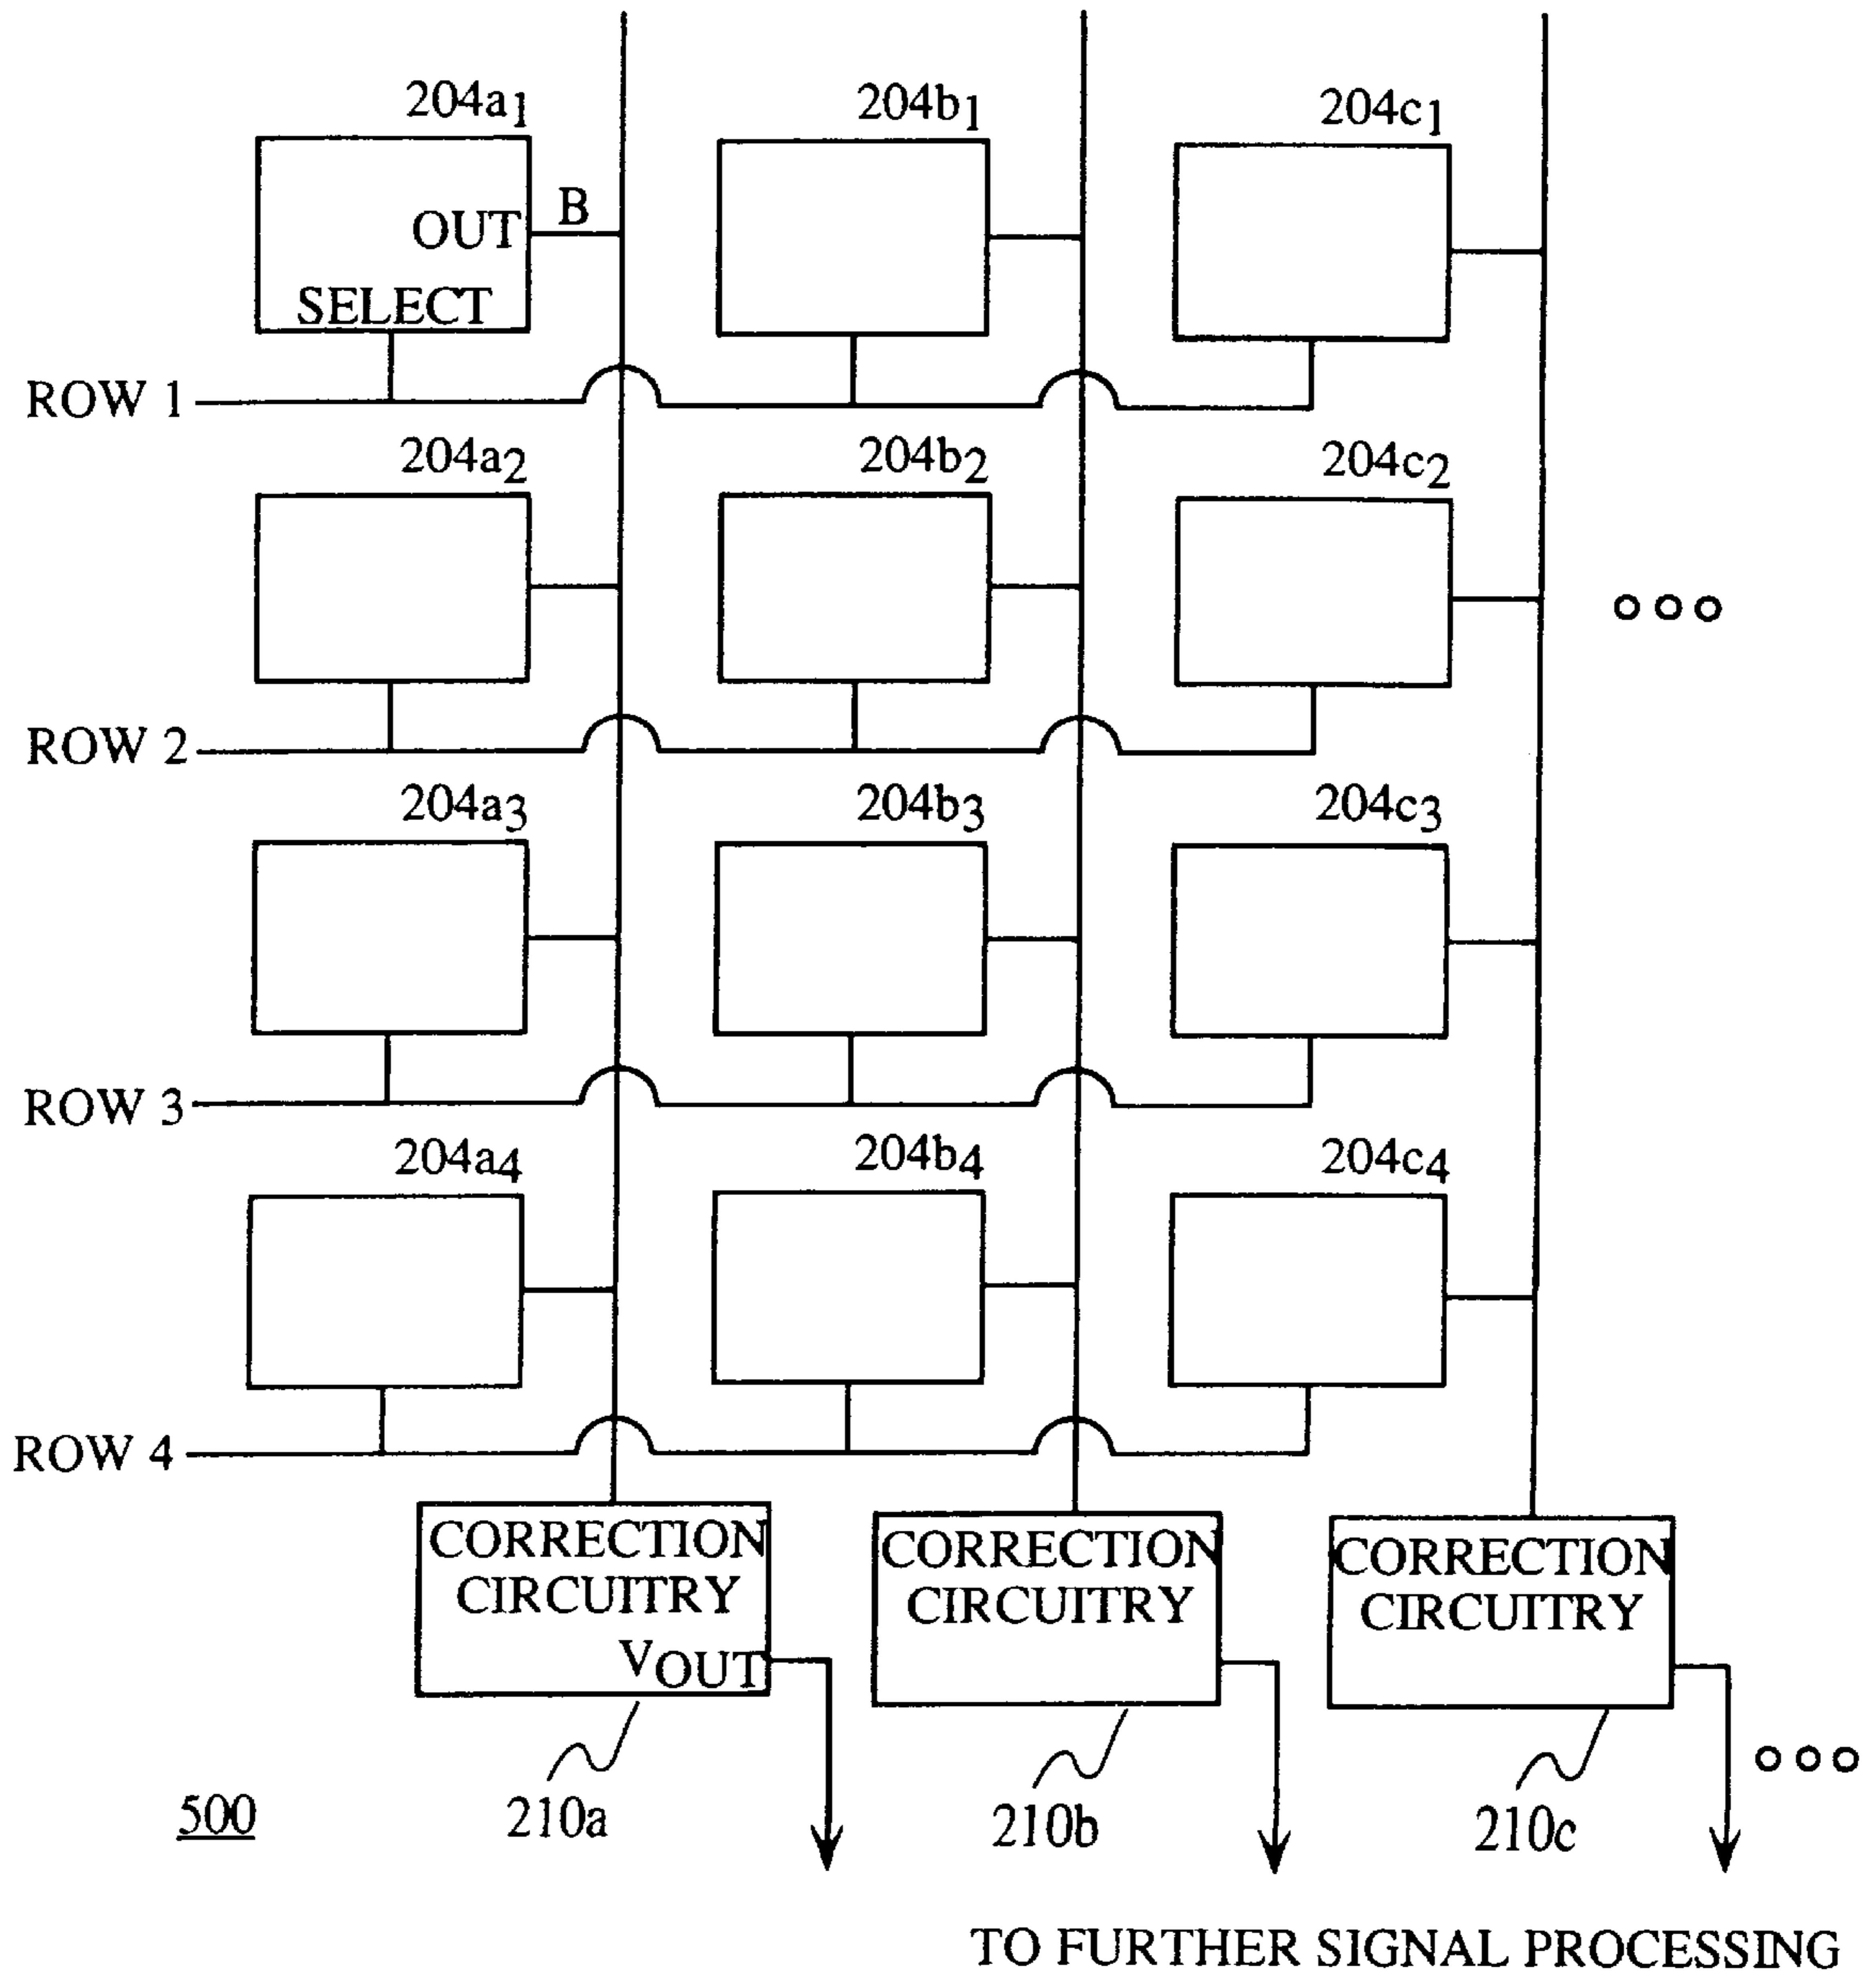 204a1 204b1 204c1
OUT B
SELECT
ROW 1
204a2 204b2 204c2
ROW 2
204a3 204b3 204c3
ROW 3
204a4 204b4 204c4
ROW 4
CORRECTION CIRCUITRY VOUT
CORRECTION CIRCUITRY
CORRECTION CIRCUITRY
500 210a 210b 210c
TO FURTHER SIGNAL PROCESSING